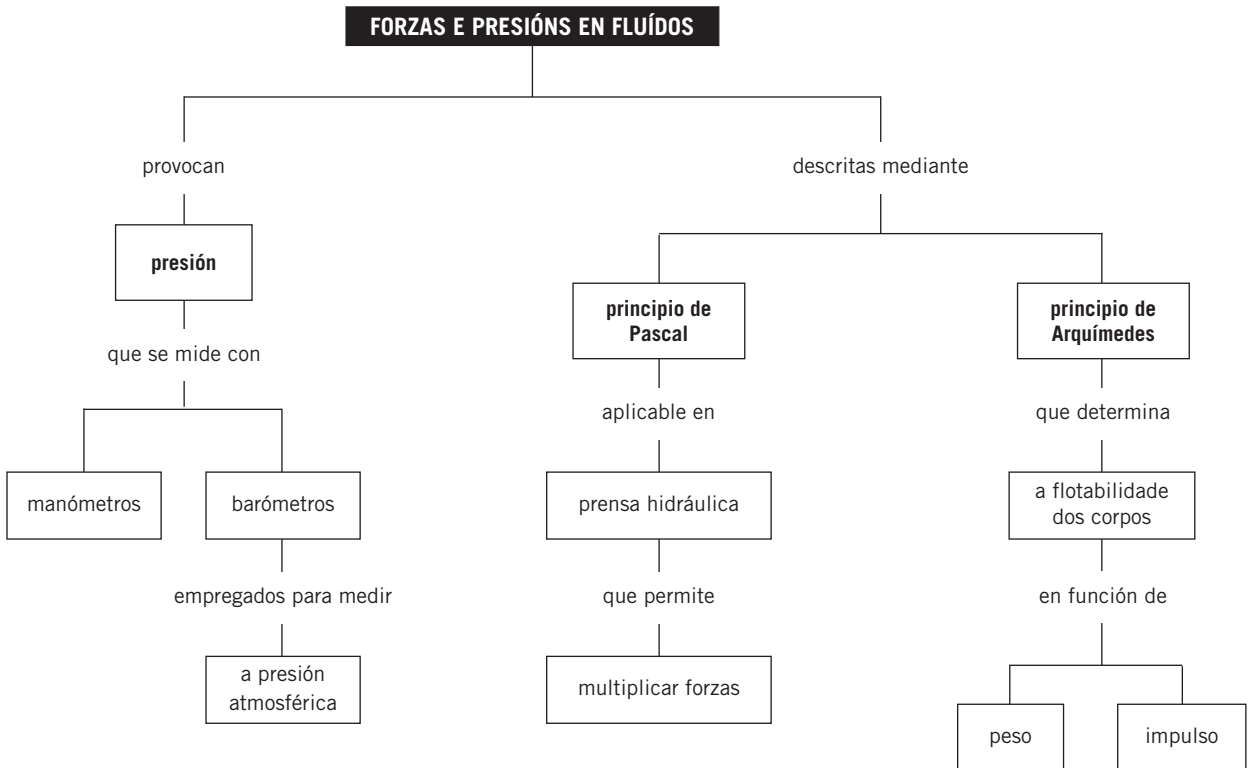 FORZAS E PRESIÓNS EN FLUÍDOS
provocan
presión
que se mide con
manómetros
barómetros
empregados para medir
a presión
atmosférica
descritas mediante
principio de
Pascal
aplicable en
prensa hidráulica
que permite
multiplicar forzas
principio de
Arquímedes
que determina
a flotabilidade
dos corpos
en función de
peso
impulso